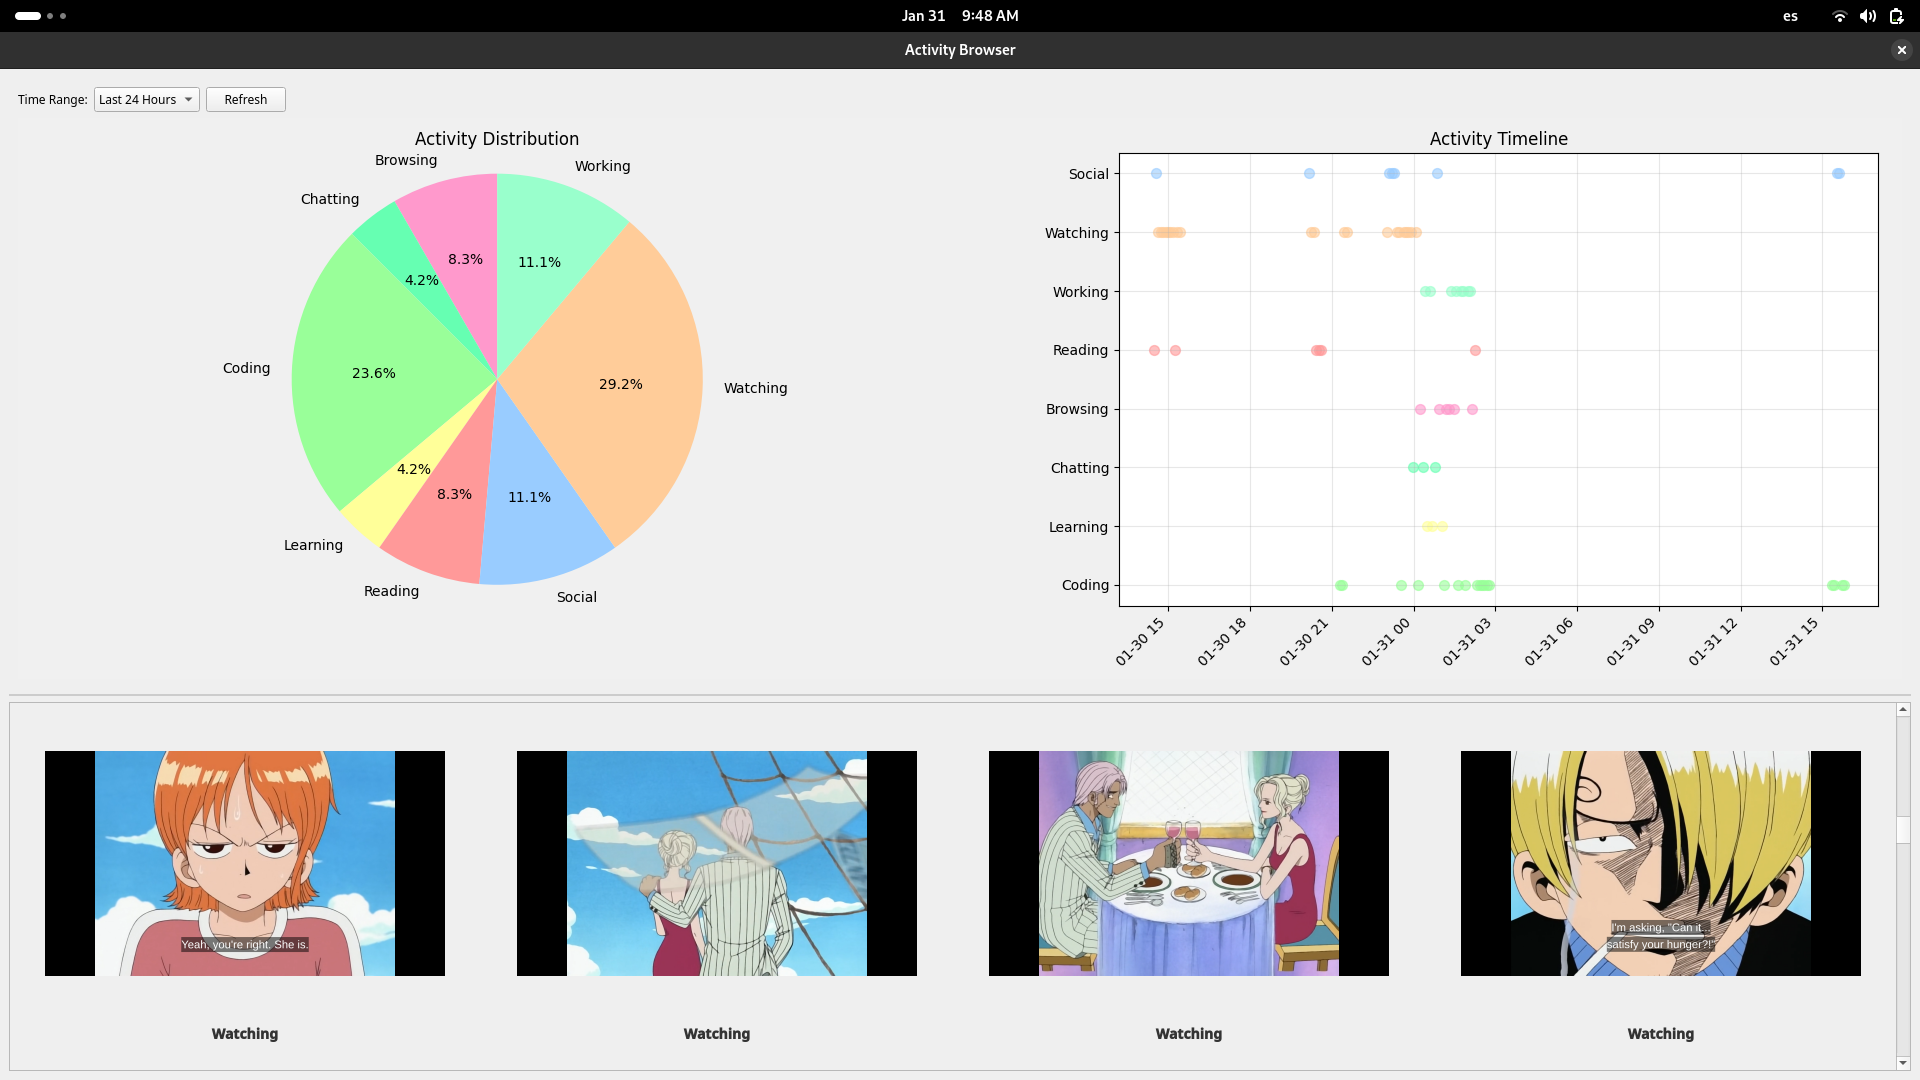 Jan 31 9:48 AM
es
Activity Browser
Time Range: Last 24 Hours Refresh
Activity Distribution
Browsing
Working
Chatting
8.3%
11.1%
4.2%
Coding
23.6%
29.2%
Watching
4.2%
8.3%
11.1%
Learning
Reading
Social
Activity Timeline
Social
Watching
Working
Reading
Browsing
Chatting
Learning
Coding
01-30 15
01-30 18
01-30 21
01-31 00
01-31 03
01-31 06
01-31 09
01-31 12
01-31 15
Yeah, you're right. She is.
I'm asking, "Can it...
satisfy your hunger?!"
Watching
Watching
Watching
Watching